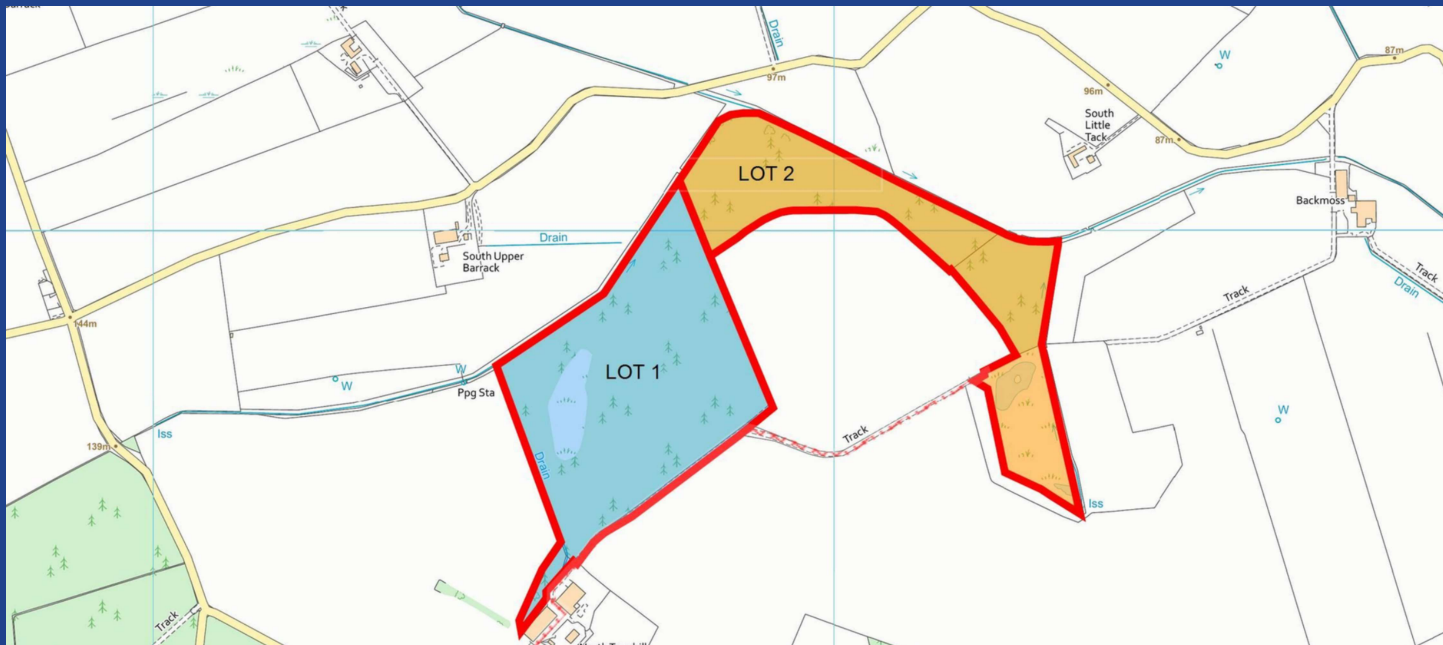 Drain
97m
87m
W
96m
South
Little
Tack
87m
LOT 2
Backmoss
Drain
South Upper
Barrack
Track
Drain
Track
144m
LOT 1
W
W
Ppg Sta
W
Track
Iss
139m
Drain
Iss
Track